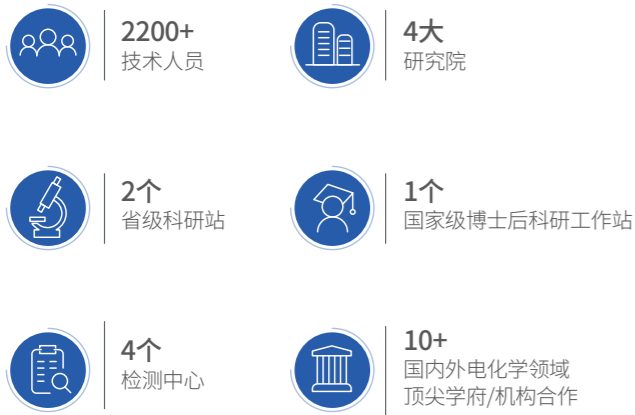 2200+
技术人员
4大
研究院
2个
省级科研站
1个
国家级博士后科研工作站
4个
检测中心
10+
国内外电化学领域
顶尖学府/机构合作